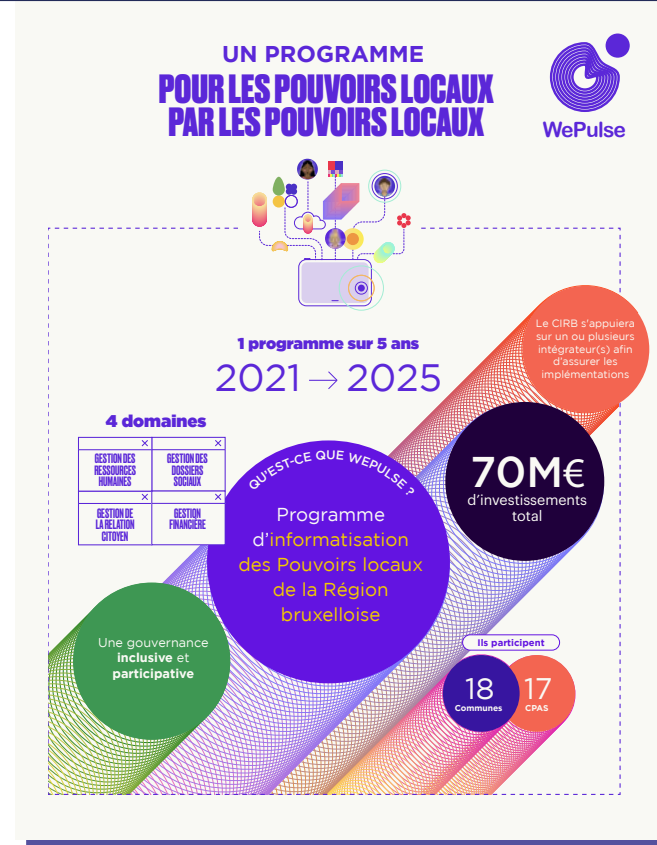 UN PROGRAMME
POUR LES POUVOIRS LOCAUX
PAR LES POUVOIRS LOCAUX
WePulse
1 programme sur 5 ans
2021 → 2025
Le CIRB s'appuiera
sur un ou plusieurs
intégrateur(s) afin
d'assurer les
implémentations
4 domaines
GESTION DES
RESSOURCES
HUMAINES
GESTION DES
DOSSIERS
SOCIAUX
GESTION DE
LA RELATION
CITOYEN
GESTION
FINANCIÈRE
QU'EST-CE QUE WEPULSE ?
Programme
d'informatisation
des Pouvoirs locaux
de la Région
bruxelloise
70M€
d'investissements
total
Une gouvernance
inclusive et
participative
Ils participent
18
Communes
17
CPAS